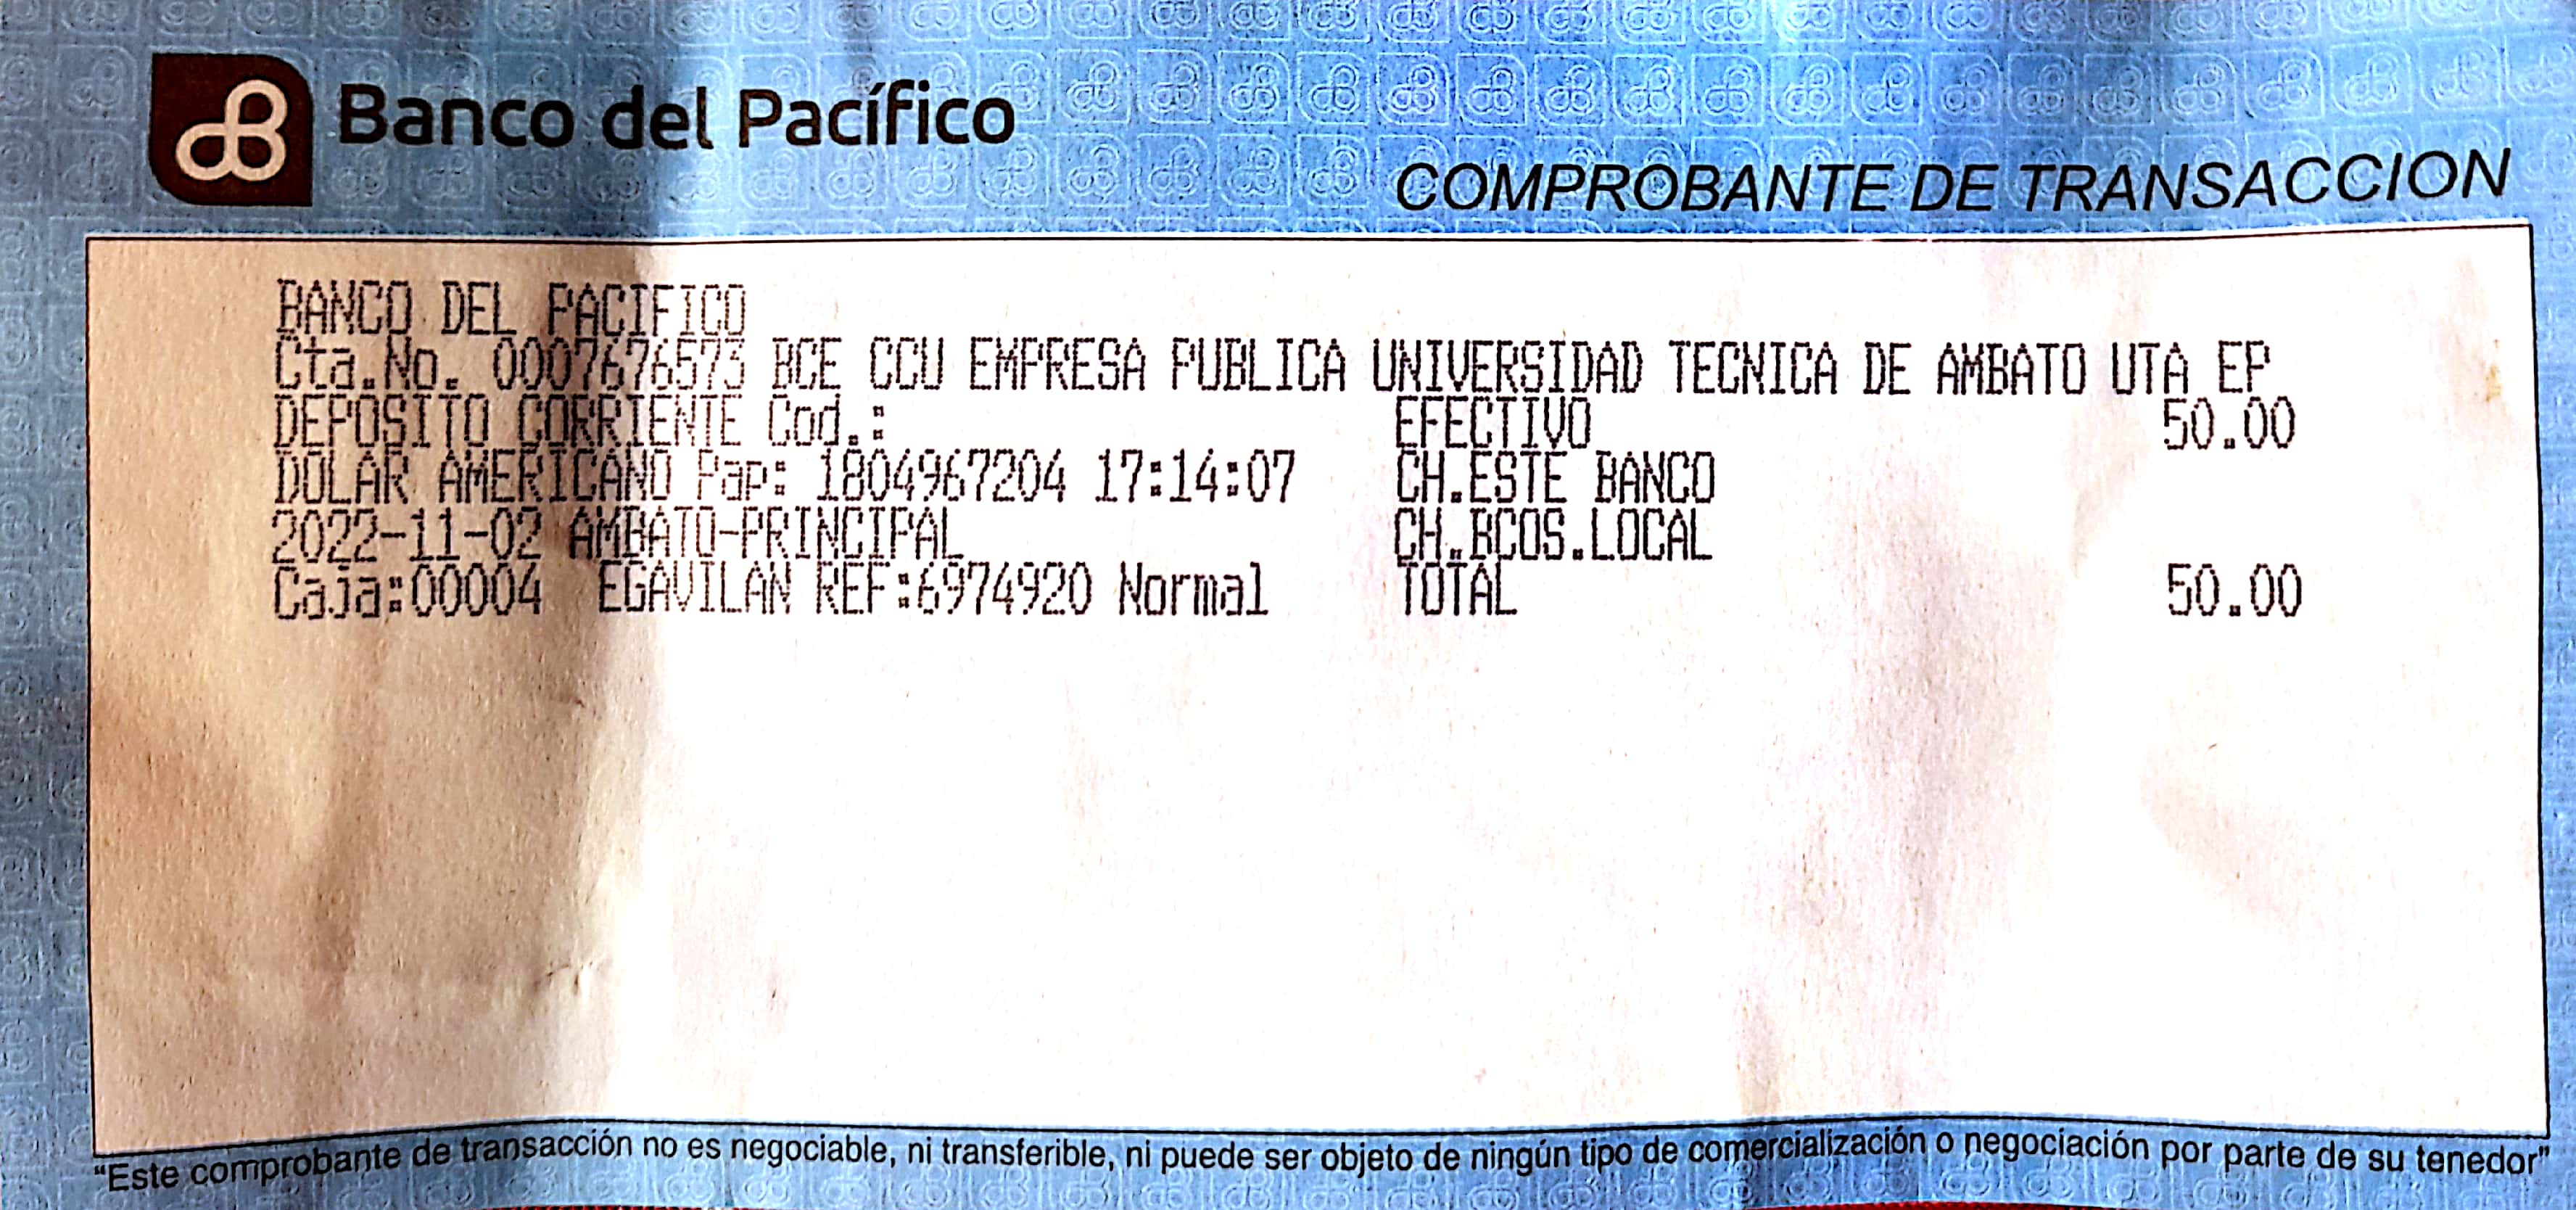 Banco del Pacífico
COMPROBANTE DE TRANSACCION
BANCO DEL PACIFICO
Cta.No. 0007676573 BCE CCU EMPRESA PUBLICA UNIVERSIDAD TECNICA DE AMBATO UTA EP
DEPOSITO CORRIENTE Cod.: EFECTIVO 50.00
DOLAR AMERICANO Pap: 1804967204 17:14:07 CH.ESTE BANCO
2022-11-02 AMBATO-PRINCIPAL CH.BCOS.LOCAL
Caja:00004 EGAVILAN REF:6974920 Normal TOTAL 50.00
“Este comprobante de transacción no es negociable, ni transferible, ni puede ser objeto de ningún tipo de comercialización o negociación por parte de su tenedor”